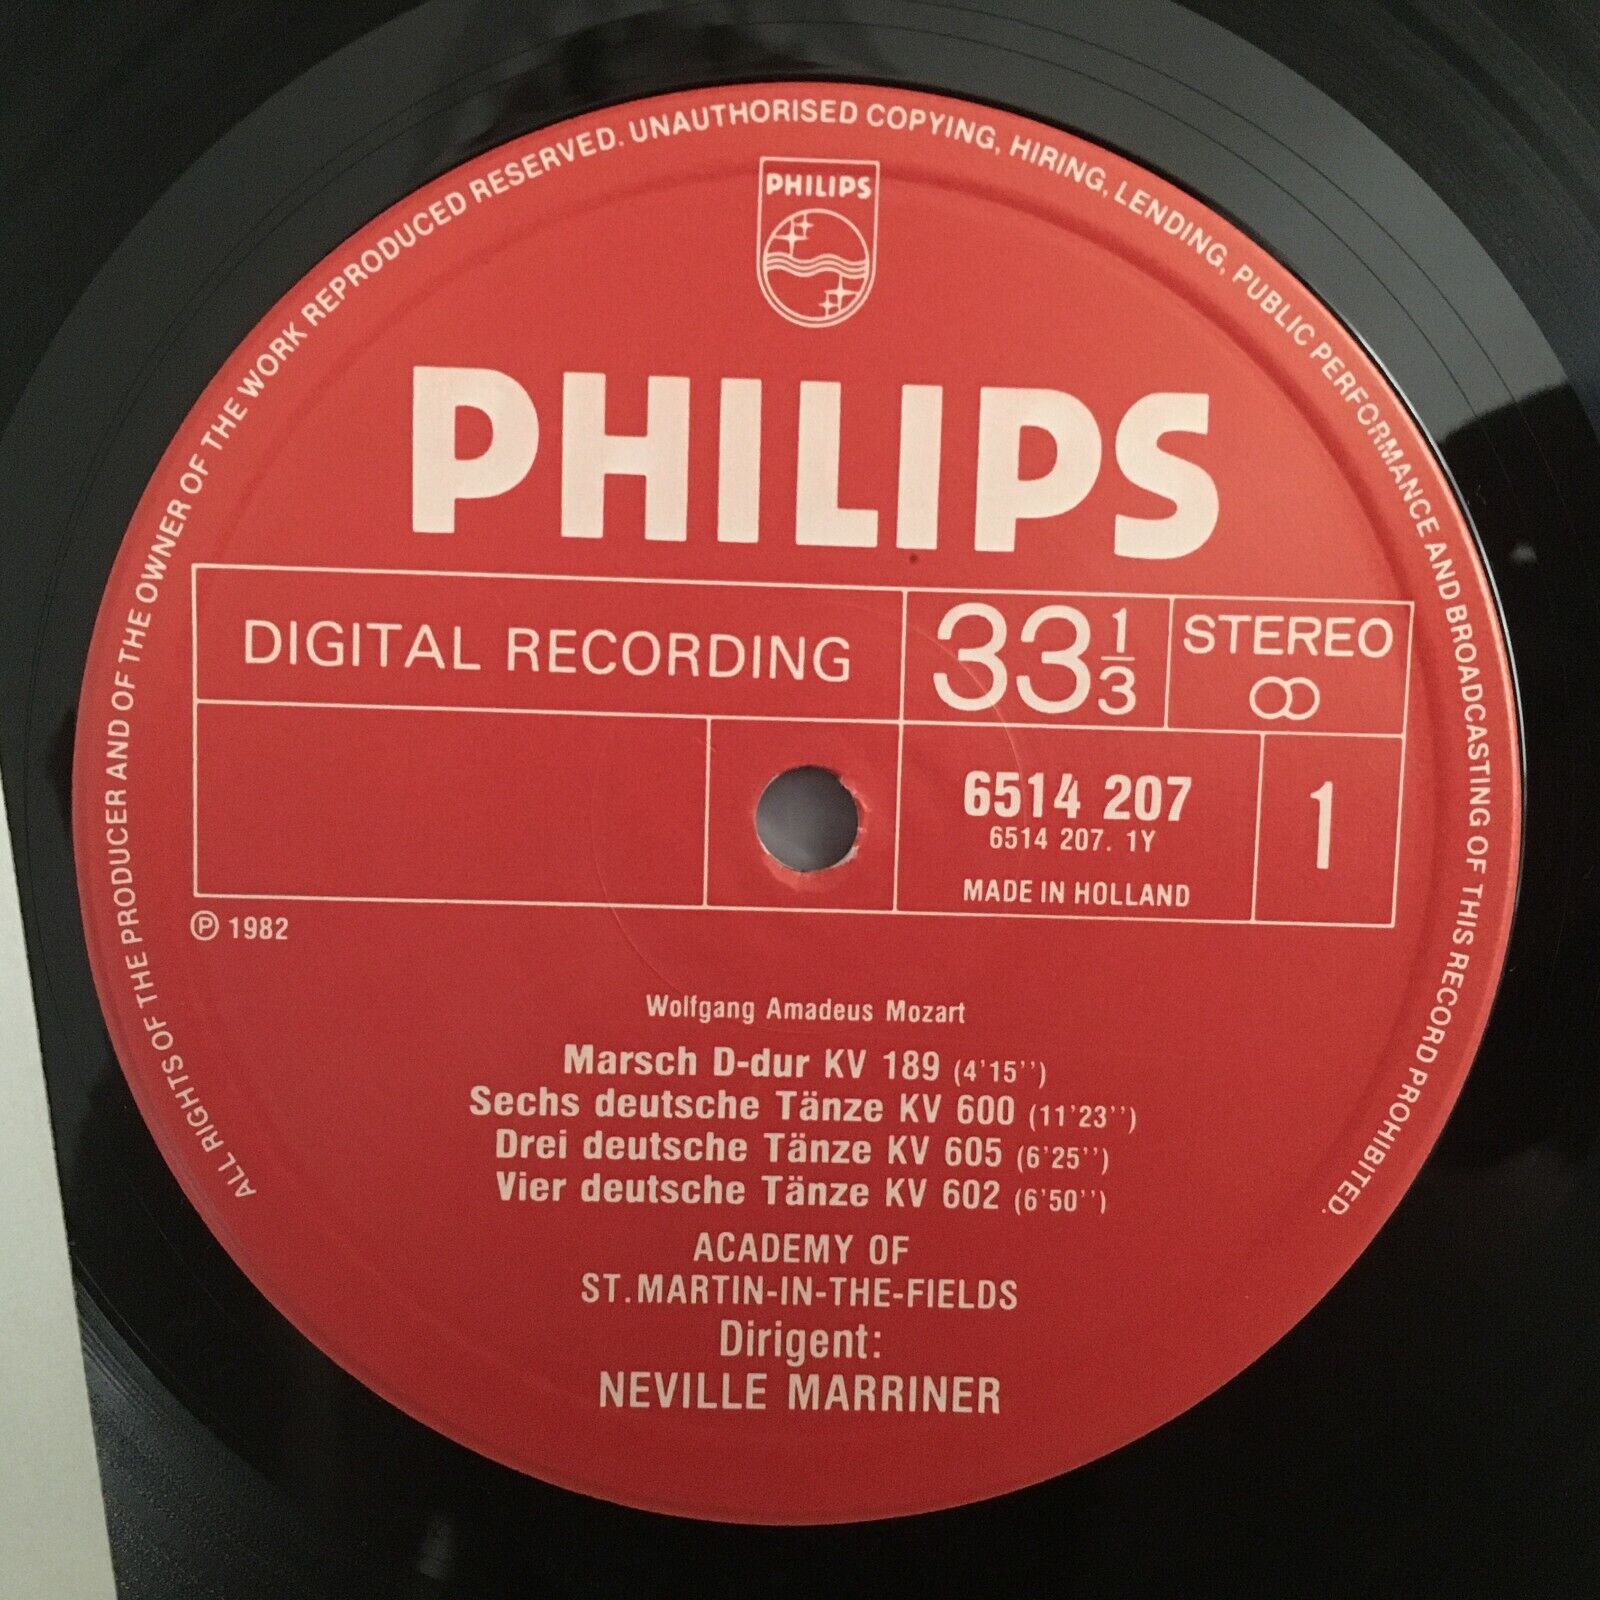 ALL RIGHTS OF THE PRODUCER AND OF THE OWNER OF THE WORK REPRODUCED RESERVED. UNAUTHORISED COPYING, HIRING, LENDING, PUBLIC PERFORMANCE AND BROADCASTING OF THIS RECORD PROHIBITED.
PHILIPS
PHILIPS
DIGITAL RECORDING
33 1/3
STEREO
6514 207
6514 207. 1Y
MADE IN HOLLAND
1
℗ 1982
Wolfgang Amadeus Mozart
Marsch D-dur KV 189 (4'15'')
Sechs deutsche Tänze KV 600 (11'23'')
Drei deutsche Tänze KV 605 (6'25'')
Vier deutsche Tänze KV 602 (6'50'')
ACADEMY OF
ST.MARTIN-IN-THE-FIELDS
Dirigent:
NEVILLE MARRINER